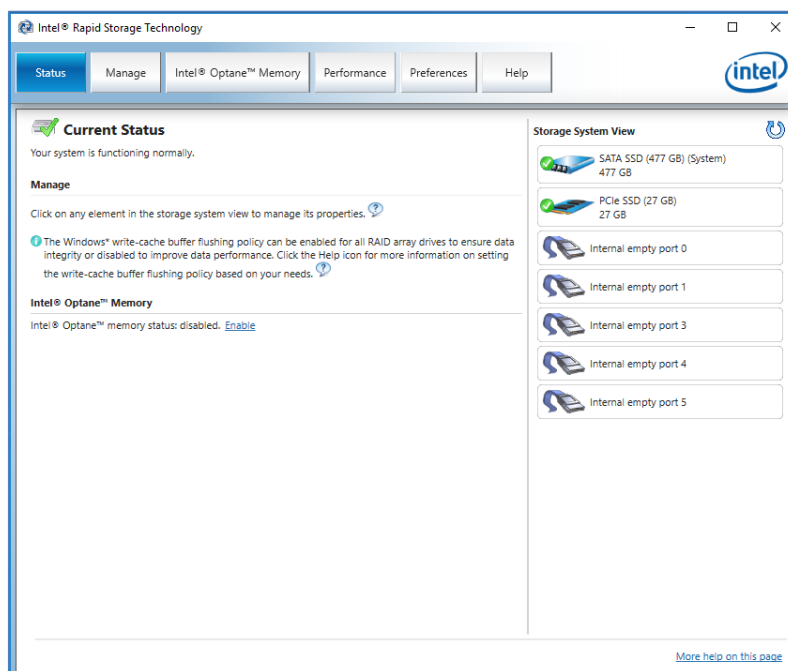 Intel® Rapid Storage Technology
Status
Manage
Intel® Optane™ Memory
Performance
Preferences
Help
intel
Current Status
Your system is functioning normally.
Manage
Click on any element in the storage system view to manage its properties. ?
The Windows* write-cache buffer flushing policy can be enabled for all RAID array drives to ensure data
integrity or disabled to improve data performance. Click the Help icon for more information on setting
the write-cache buffer flushing policy based on your needs. ?
Intel® Optane™ Memory
Intel® Optane™ memory status: disabled. Enable
Storage System View
SATA SSD (477 GB) (System)
477 GB
PCIe SSD (27 GB)
27 GB
Internal empty port 0
Internal empty port 1
Internal empty port 3
Internal empty port 4
Internal empty port 5
More help on this page